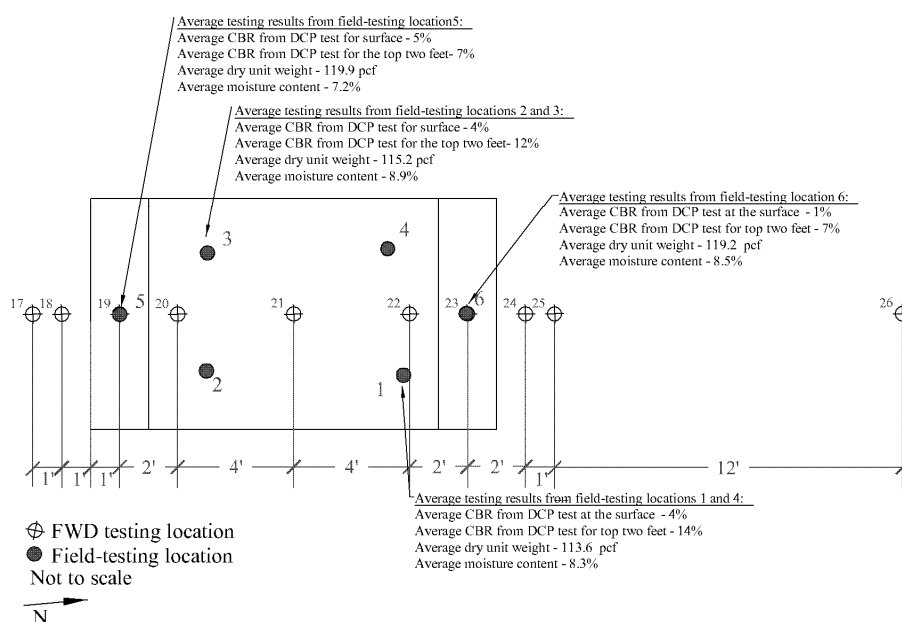 Average testing results from field-testing location5:
Average CBR from DCP test for surface - 5%
Average CBR from DCP test for the top two feet- 7%
Average dry unit weight - 119.9 pcf
Average moisture content - 7.2%
Average testing results from field-testing locations 2 and 3:
Average CBR from DCP test for surface - 4%
Average CBR from DCP test for the top two feet- 12%
Average dry unit weight - 115.2 pcf
Average moisture content - 8.9%
Average testing results from field-testing location 6:
Average CBR from DCP test at the surface - 1%
Average CBR from DCP test for top two feet - 7%
Average dry unit weight - 119.2 pcf
Average moisture content - 8.5%
3
4
17
18
19
5
20
21
22
23
6
24
25
26
2
1
1'
1'
1'
2'
4'
4'
2'
2'
1'
12'
Average testing results from field-testing locations 1 and 4:
Average CBR from DCP test at the surface - 4%
Average CBR from DCP test for top two feet - 14%
Average dry unit weight - 113.6 pcf
Average moisture content - 8.3%
FWD testing location
Field-testing location
Not to scale
N